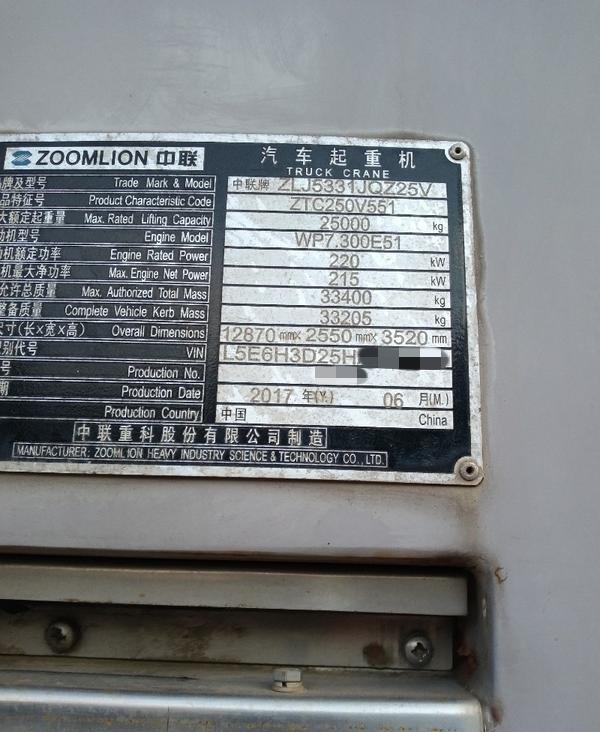 ZOOMLION 中联 汽车起重机
TRUCK CRANE
牌及型号 Trade Mark & Model 中联牌 ZLJ5331JQZ25V
品特征号 Product Characteristic Code ZTC250V551
大额定起重量 Max. Rated Lifting Capacity 25000 kg
动机型号 Engine Model WP7.300E51
机额定功率 Engine Rated Power 220 kW
机最大净功率 Max. Engine Net Power 215 kW
允许总质量 Max. Authorized Total Mass 33400 kg
整备质量 Complete Vehicle Kerb Mass 33205 kg
尺寸(长×宽×高) Overall Dimensions 12870 mm× 2550 mm× 3520 mm
别代号 VIN L5E6H3D25H
号 Production No.
期 Production Date 2017 年(Y.) 06 月(M.)
Production Country 中国 China
中联重科股份有限公司制造
MANUFACTURER: ZOOMLION HEAVY INDUSTRY SCIENCE & TECHNOLOGY CO., LTD.